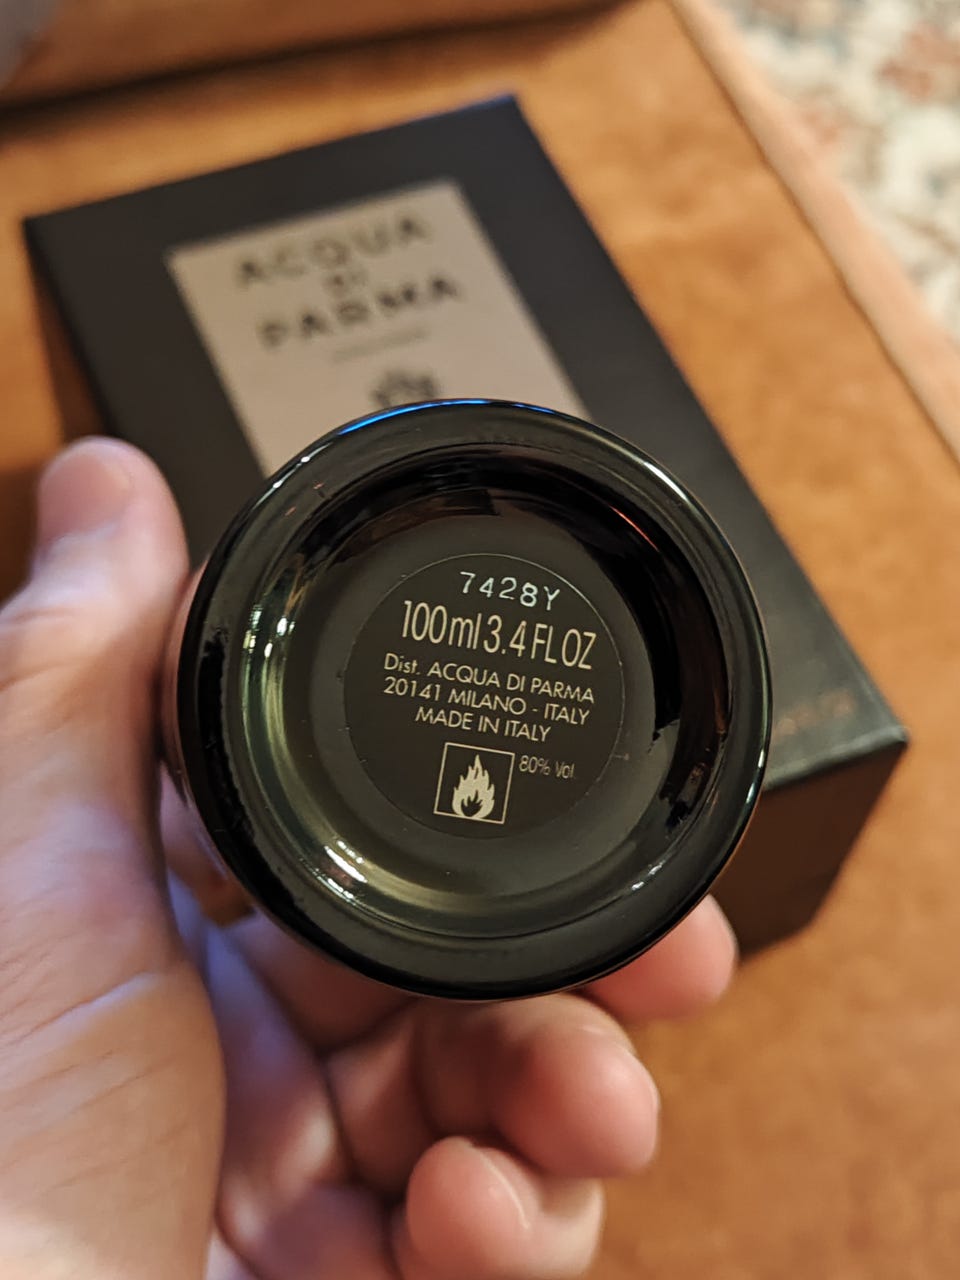 ACQUA
DI
PARMA
7428Y
100ml 3.4 FL OZ
Dist. ACQUA DI PARMA
20141 MILANO - ITALY
MADE IN ITALY
80% Vol.